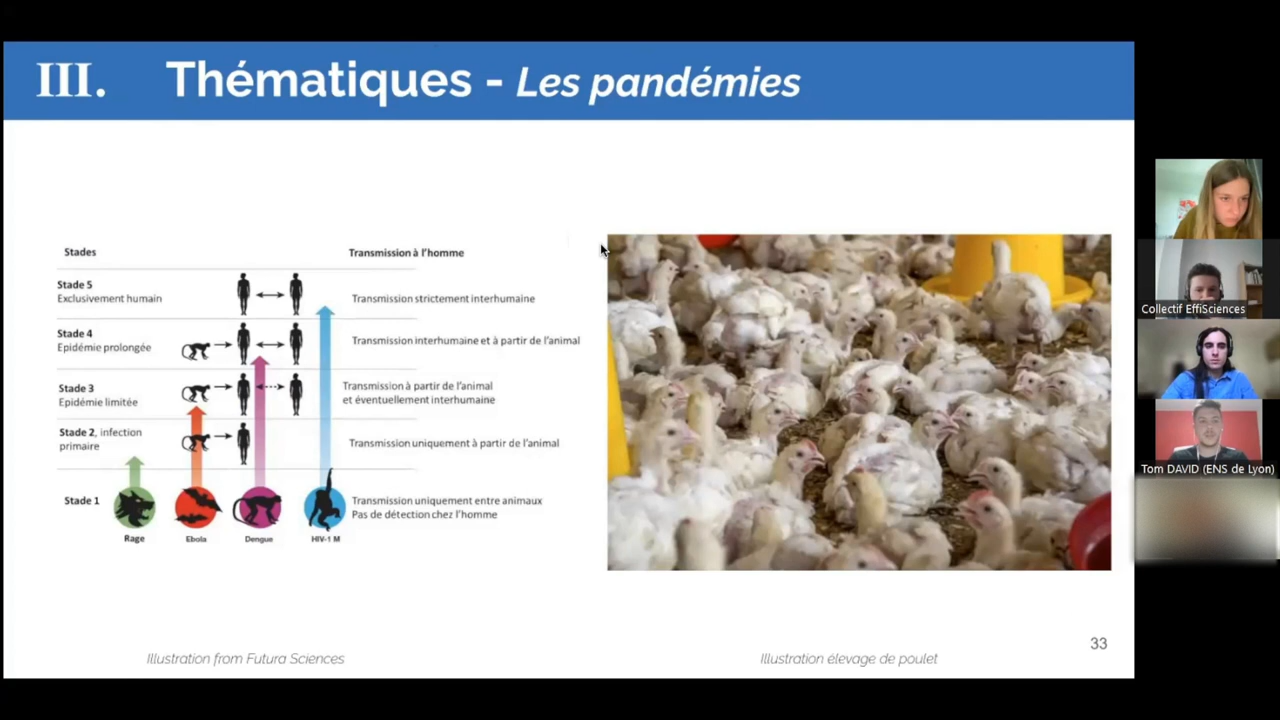 III. Thématiques - Les pandémies
Stades Transmission à l'homme
Stade 5
Exclusivement humain
Transmission strictement interhumaine
Stade 4
Epidémie prolongée
Transmission interhumaine et à partir de l'animal
Stade 3
Epidémie limitée
Transmission à partir de l'animal
et éventuellement interhumaine
Stade 2, infection
primaire
Transmission uniquement à partir de l'animal
Stade 1
Transmission uniquement entre animaux
Pas de détection chez l'homme
Rage Ebola Dengue HIV-1 M
Illustration from Futura Sciences
Illustration élevage de poulet
33
Collectif EffiSciences
Tom DAVID (ENS de Lyon)